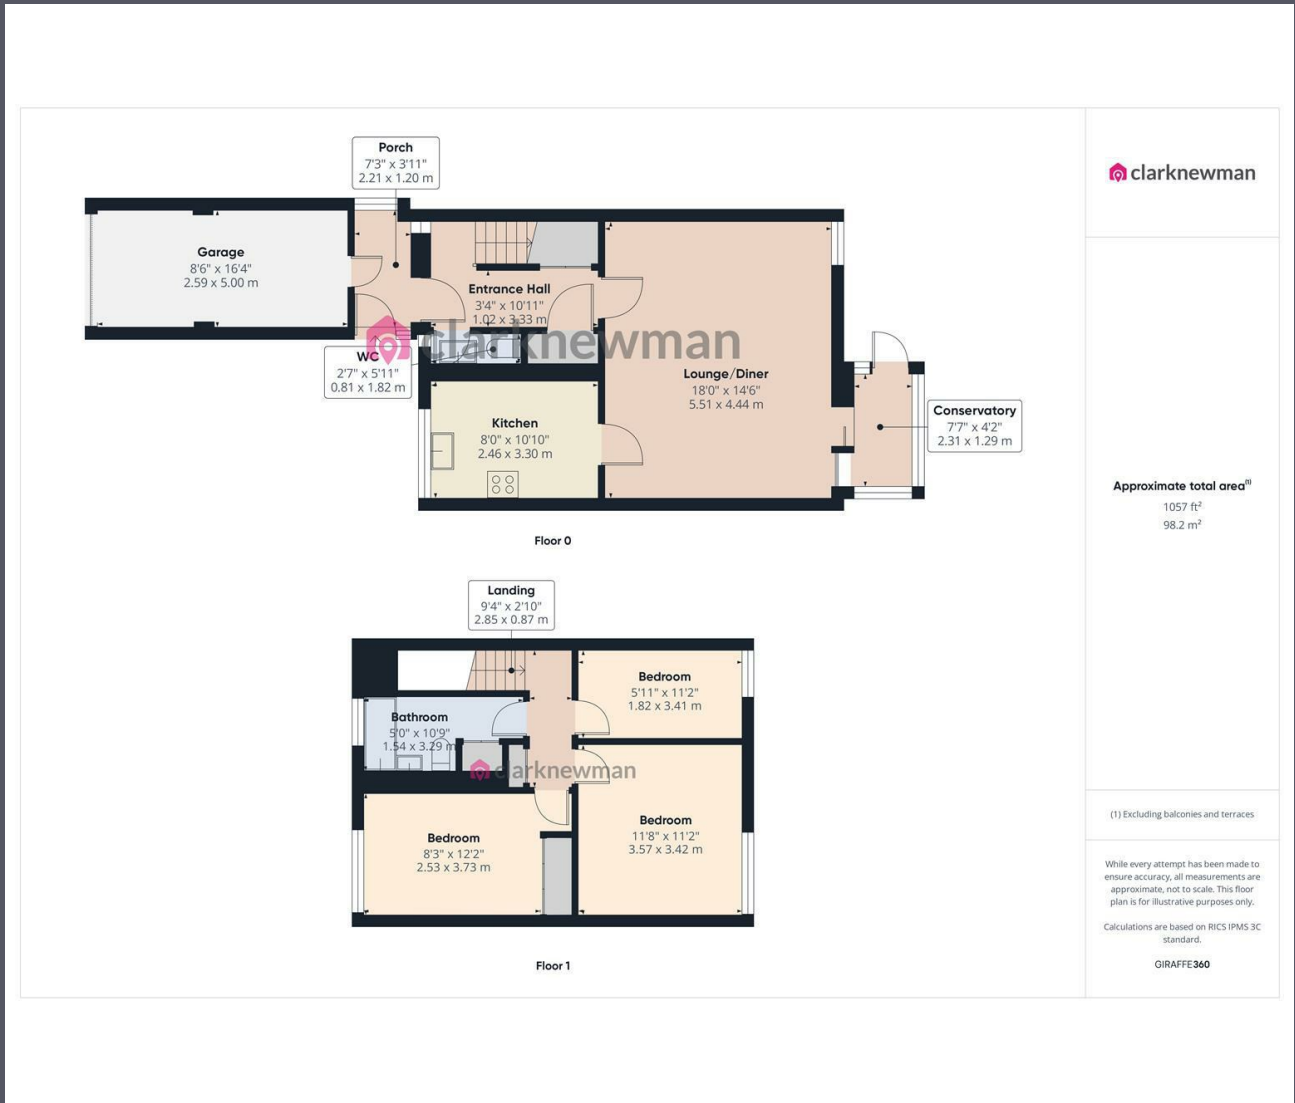 Porch
7'3" x 3'11"
2.21 x 1.20 m
clarknewman
Garage
8'6" x 16'4"
2.59 x 5.00 m
Entrance Hall
3'4" x 10'11"
1.02 x 3.33 m
clarknewman
WC
2'7" x 5'11"
0.81 x 1.82 m
Lounge/Diner
18'0" x 14'6"
5.51 x 4.44 m
Conservatory
7'7" x 4'2"
2.31 x 1.29 m
Kitchen
8'0" x 10'10"
2.46 x 3.30 m
Approximate total area(1)
1057 ft²
98.2 m²
Floor 0
Landing
9'4" x 2'10"
2.85 x 0.87 m
Bedroom
5'11" x 11'2"
1.82 x 3.41 m
Bathroom
5'0" x 10'9"
1.54 x 3.29 m
clarknewman
Bedroom
11'8" x 11'2"
3.57 x 3.42 m
Bedroom
8'3" x 12'2"
2.53 x 3.73 m
Floor 1
(1) Excluding balconies and terraces
While every attempt has been made to
ensure accuracy, all measurements are
approximate, not to scale. This floor
plan is for illustrative purposes only.
Calculations are based on RICS IPMS 3C
standard.
GIRAFFE360